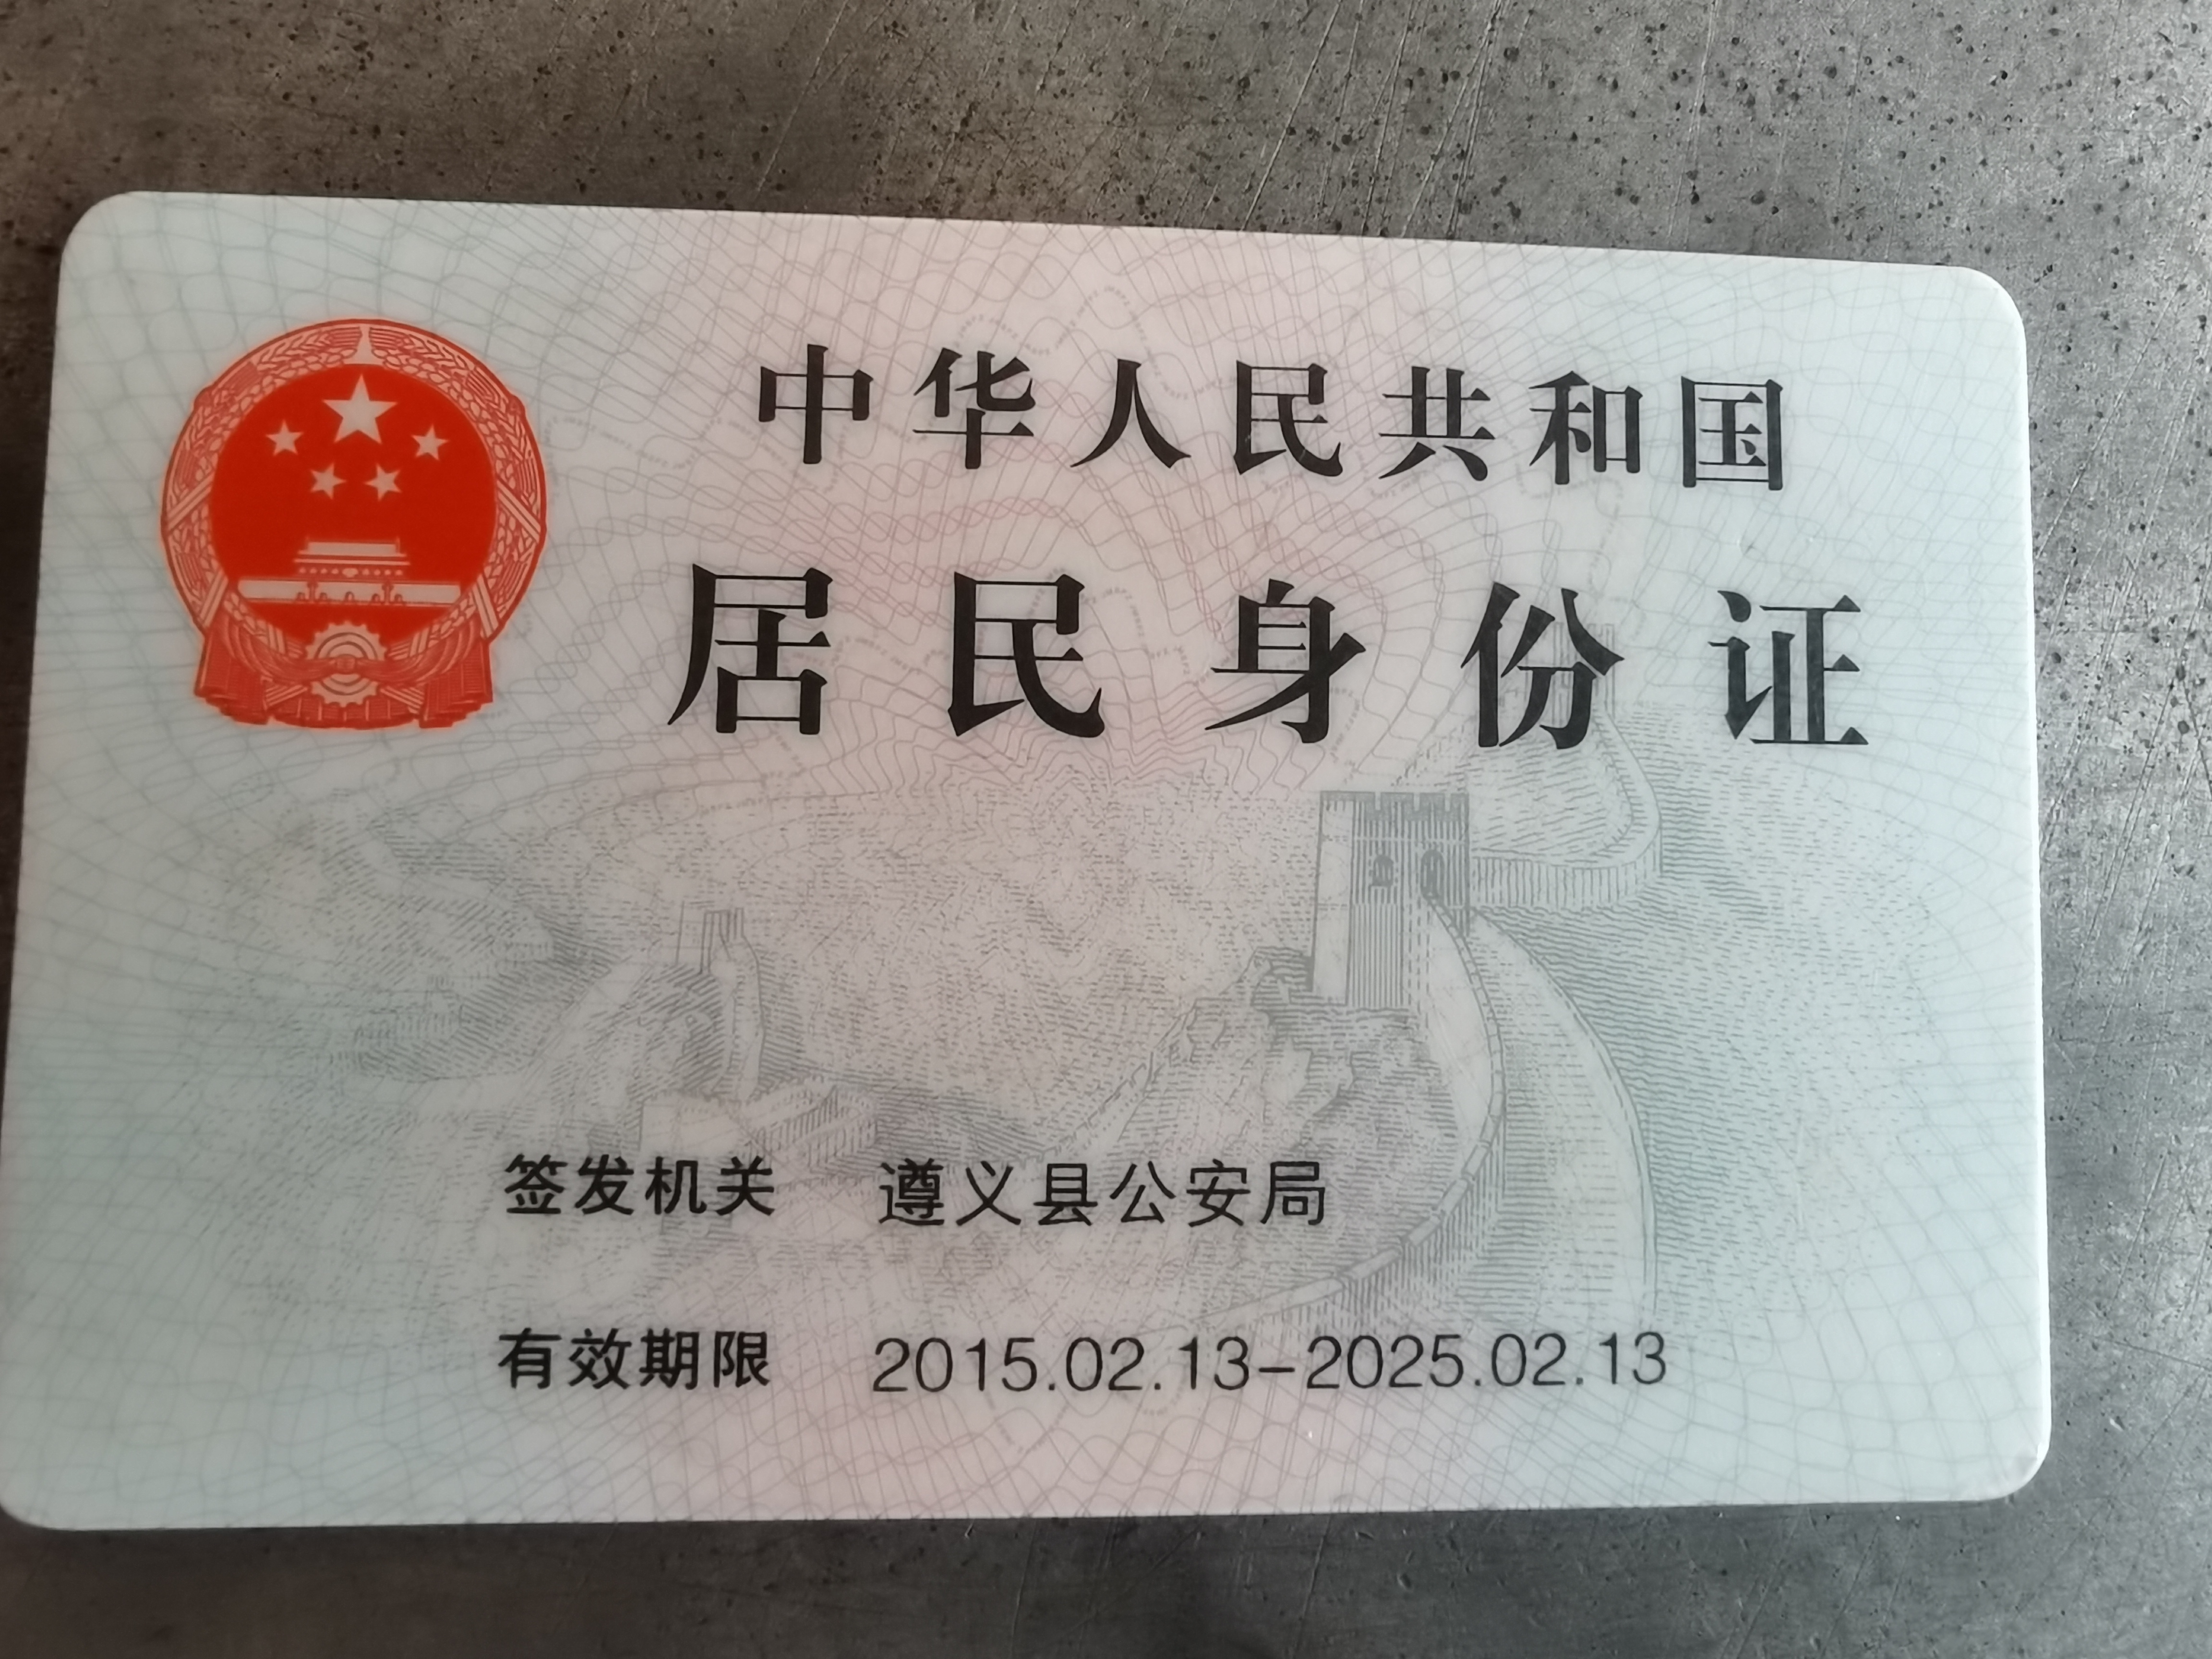 中华人民共和国
居民身份证
签发机关 遵义县公安局
有效期限 2015.02.13-2025.02.13